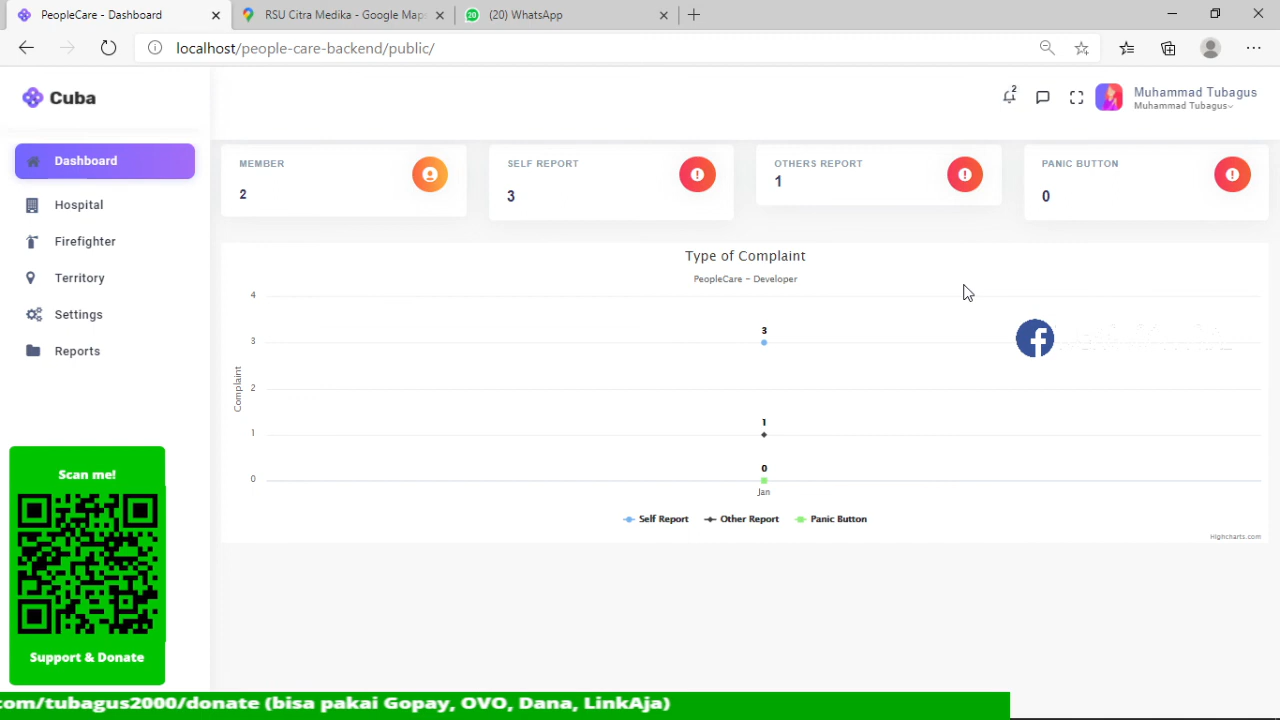 PeopleCare - Dashboard
RSU Citra Medika - Google Maps
20
(20) WhatsApp
localhost/people-care-backend/public/
Cuba
2
Muhammad Tubagus
Muhammad Tubagus
Dashboard
Hospital
Firefighter
Territory
Settings
Reports
MEMBER
2
SELF REPORT
3
OTHERS REPORT
1
PANIC BUTTON
0
Type of Complaint
PeopleCare - Developer
Complaint
4
3
2
1
0
3
1
0
Jan
Self Report
Other Report
Panic Button
Highcharts.com
Scan me!
Support & Donate
com/tubagus2000/donate (bisa pakai Gopay, OVO, Dana, LinkAja)